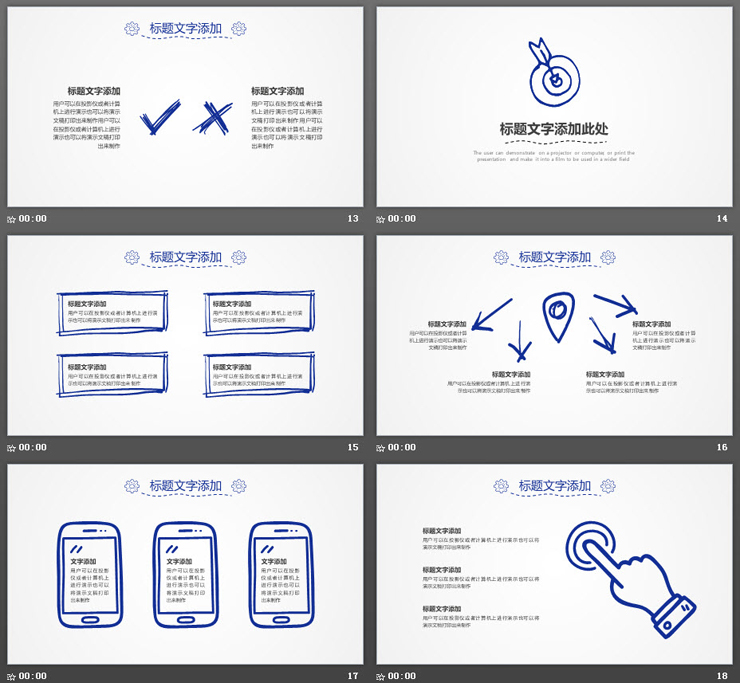 标题文字添加
标题文字添加
用户可以在投影仪或者计算
机上进行演示也可以将演示
文稿打印出来制作用户可以
在投影仪或者计算机上进行
演示也可以将演示文稿打印
出来制作
标题文字添加
用户可以在投影仪或者计算
机上进行演示也可以将演示
文稿打印出来制作用户可以
在投影仪或者计算机上进行
演示也可以将演示文稿打印
出来制作
00:00
13
标题文字添加此处
The user can demonstrate on a projector or computer, or print the
presentation and make it into a film to be used in a wider field
00:00
14
标题文字添加
标题文字添加
用户可以在投影仪或者计算机上进行演
示也可以将演示文稿打印出来制作
标题文字添加
用户可以在投影仪或者计算机上进行演
示也可以将演示文稿打印出来制作
标题文字添加
用户可以在投影仪或者计算机上进行演
示也可以将演示文稿打印出来制作
标题文字添加
用户可以在投影仪或者计算机上进行演
示也可以将演示文稿打印出来制作
00:00
15
标题文字添加
标题文字添加
用户可以在投影仪或者计算
机上进行演示也可以将演示
文稿打印出来制作
标题文字添加
用户可以在投影仪或者计算
机上进行演示也可以将演示
文稿打印出来制作
标题文字添加
用户可以在投影仪或者计算机上进行演
示也可以将演示文稿打印出来制作
标题文字添加
用户可以在投影仪或者计算机上进行演
示也可以将演示文稿打印出来制作
00:00
16
标题文字添加
文字添加
用户可以在投影
仪或者计算机上
进行演示也可以
将演示文稿打印
出来制作
文字添加
用户可以在投影
仪或者计算机上
进行演示也可以
将演示文稿打印
出来制作
文字添加
用户可以在投影
仪或者计算机上
进行演示也可以
将演示文稿打印
出来制作
00:00
17
标题文字添加
标题文字添加
用户可以在投影仪或者计算机上进行演示也可以将
演示文稿打印出来制作
标题文字添加
用户可以在投影仪或者计算机上进行演示也可以将
演示文稿打印出来制作
标题文字添加
用户可以在投影仪或者计算机上进行演示也可以将
演示文稿打印出来制作
00:00
18